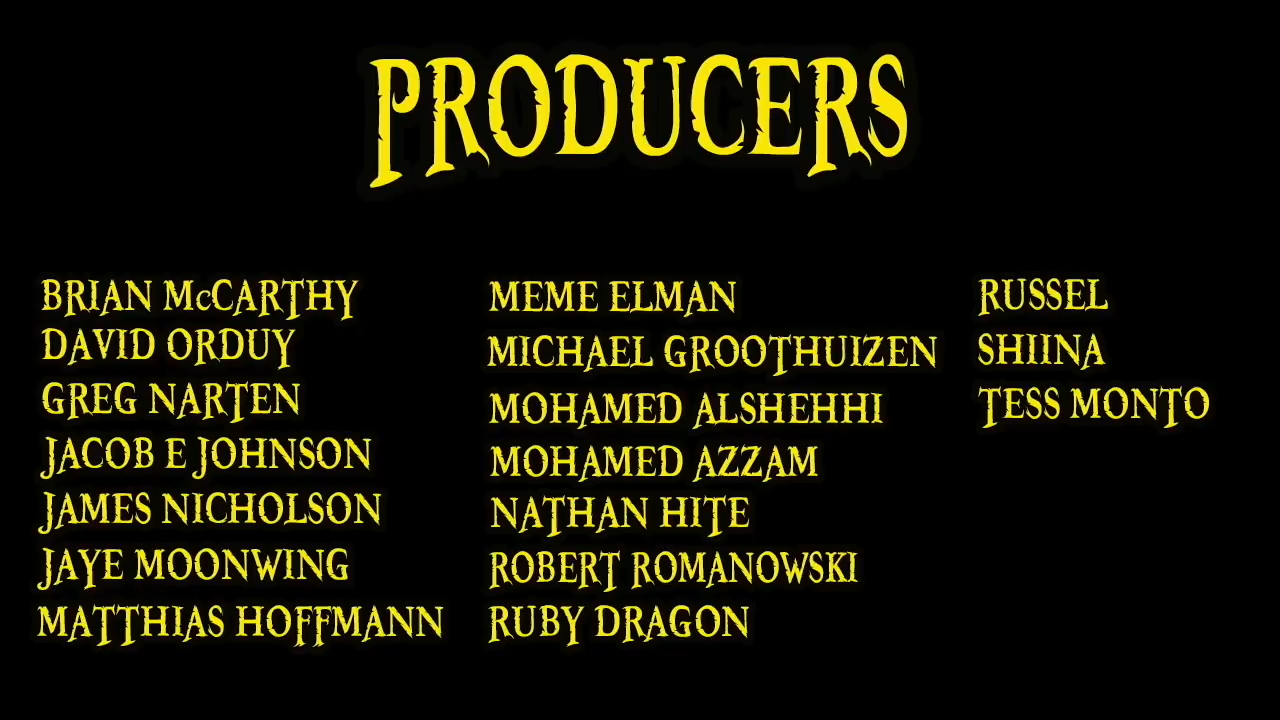 PRODUCERS
BRIAN McCARTHY
DAVID ORDUY
GREG NARTEN
JACOB E JOHNSON
JAMES NICHOLSON
JAYE MOONWING
MATTHIAS HOFFMANN
MEME ELMAN
MICHAEL GROOTHUIZEN
MOHAMED ALSHEHHI
MOHAMED AZZAM
NATHAN HITE
ROBERT ROMANOWSKI
RUBY DRAGON
RUSSEL
SHIINA
TESS MONTO